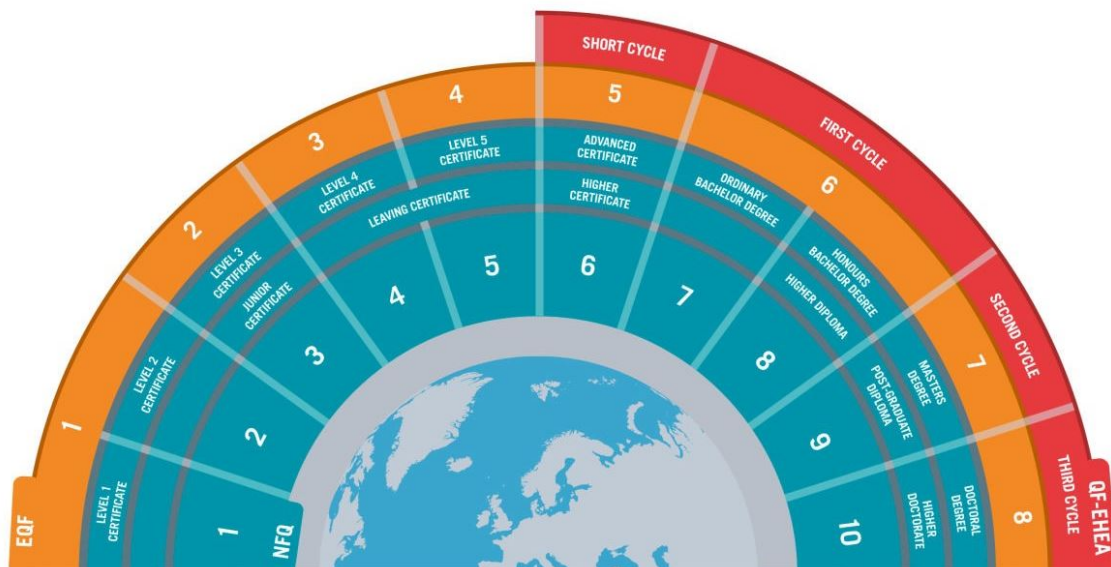 SHORT CYCLE
FIRST CYCLE
SECOND CYCLE
THIRD CYCLE
QF-EHEA
EQF
1
2
3
4
5
6
7
8
LEVEL 1
CERTIFICATE
LEVEL 2
CERTIFICATE
LEVEL 3
CERTIFICATE
LEVEL 4
CERTIFICATE
LEVEL 5
CERTIFICATE
ADVANCED
CERTIFICATE
ORDINARY
BACHELOR DEGREE
HONOURS
BACHELOR DEGREE
MASTERS
DEGREE
DOCTORAL
DEGREE
JUNIOR
CERTIFICATE
LEAVING CERTIFICATE
HIGHER
CERTIFICATE
HIGHER DIPLOMA
POST-GRADUATE
DIPLOMA
HIGHER
DOCTORATE
NFQ
1
2
3
4
5
6
7
8
9
10